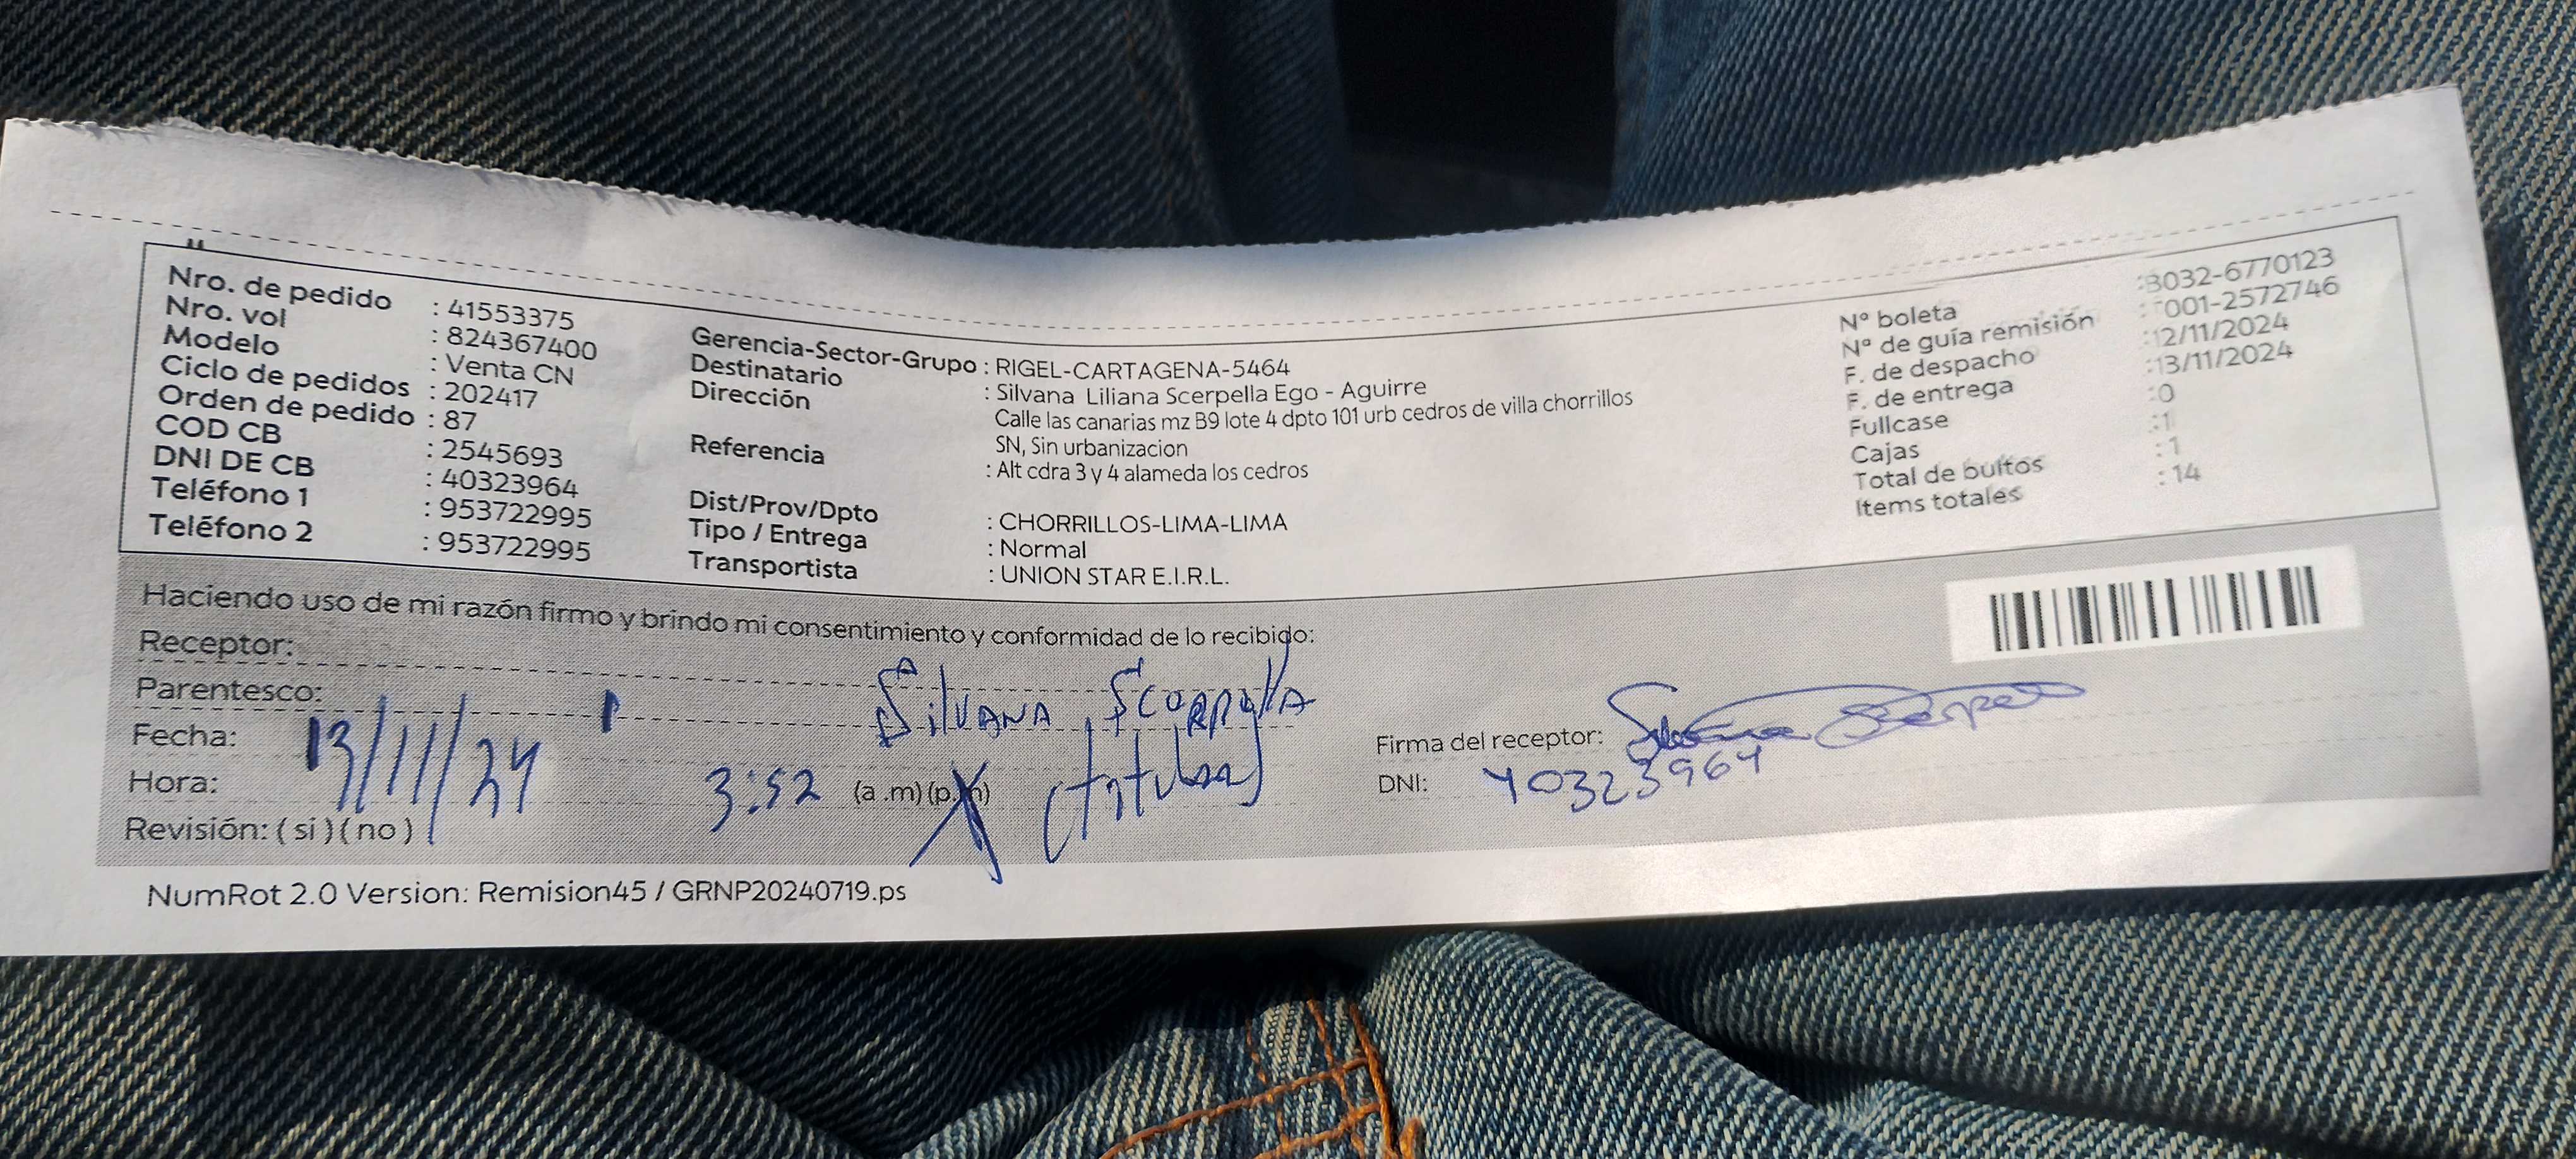 Nro. de pedido : 41553375
Nro. vol : 824367400
Modelo : Venta CN
Ciclo de pedidos : 202417
Orden de pedido : 87
COD CB : 2545693
DNI DE CB : 40323964
Teléfono 1 : 953722995
Teléfono 2 : 953722995
Gerencia-Sector-Grupo : RIGEL-CARTAGENA-5464
Destinatario : Silvana Liliana Scerpella Ego - Aguirre
Dirección Calle las canarias mz B9 lote 4 dpto 101 urb cedros de villa chorrillos
SN, Sin urbanizacion
Referencia : Alt cdra 3 y 4 alameda los cedros
Dist/Prov/Dpto : CHORRILLOS-LIMA-LIMA
Tipo / Entrega : Normal
Transportista : UNION STAR E.I.R.L.
Nº boleta :B032-6770123
Nº de guía remisión :T001-2572746
F. de despacho :12/11/2024
F. de entrega :13/11/2024
Fullcase :0
Cajas :1
Total de bultos :1
Items totales :14
Haciendo uso de mi razón firmo y brindo mi consentimiento y conformidad de lo recibido:
Receptor: Silvana Scerpella
Parentesco: (titular)
Fecha: 13/11/24
Hora: 3:52 (a .m)(p.m)
Revisión: ( si )( no )
Firma del receptor: Silvana Scerpella
DNI: 40323964
NumRot 2.0 Version: Remision45 / GRNP20240719.ps